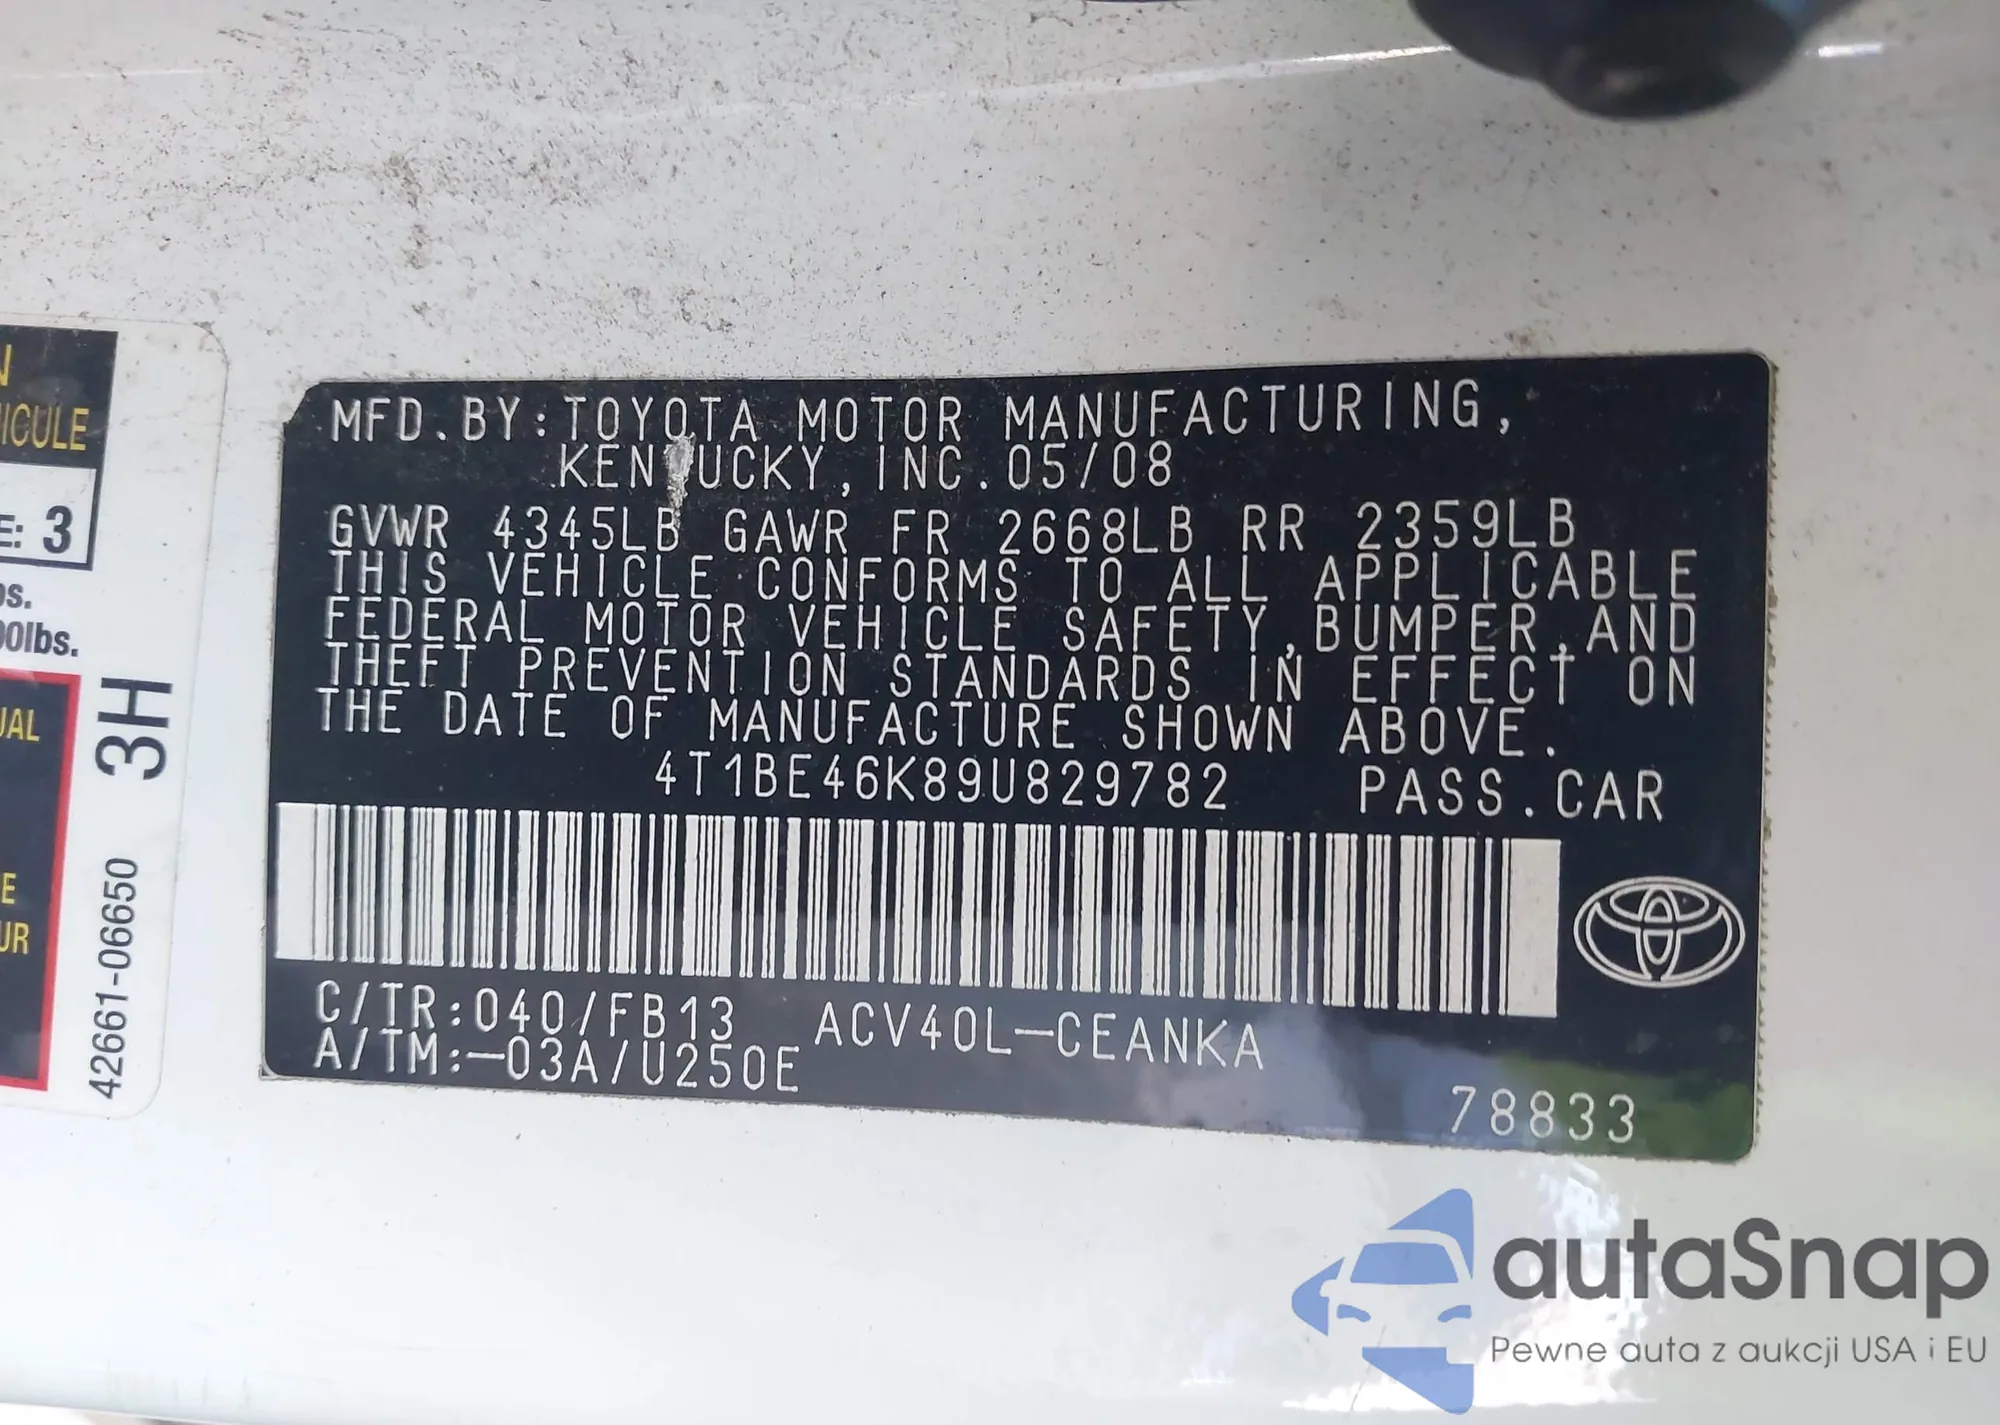 MFD.BY:TOYOTA MOTOR MANUFACTURING,
KENTUCKY,INC.05/08
GVWR 4345LB GAWR FR 2668LB RR 2359LB
THIS VEHICLE CONFORMS TO ALL APPLICABLE
FEDERAL MOTOR VEHICLE SAFETY,BUMPER,AND
THEFT PREVENTION STANDARDS IN EFFECT ON
THE DATE OF MANUFACTURE SHOWN ABOVE.
4T1BE46K89U829782 PASS.CAR
C/TR:040/FB13 ACV40L-CEANKA
A/TM:-03A/U250E
78833
E: 3
00lbs.
3H
42661-06650
autaSnap
Pewne auta z aukcji USA i EU